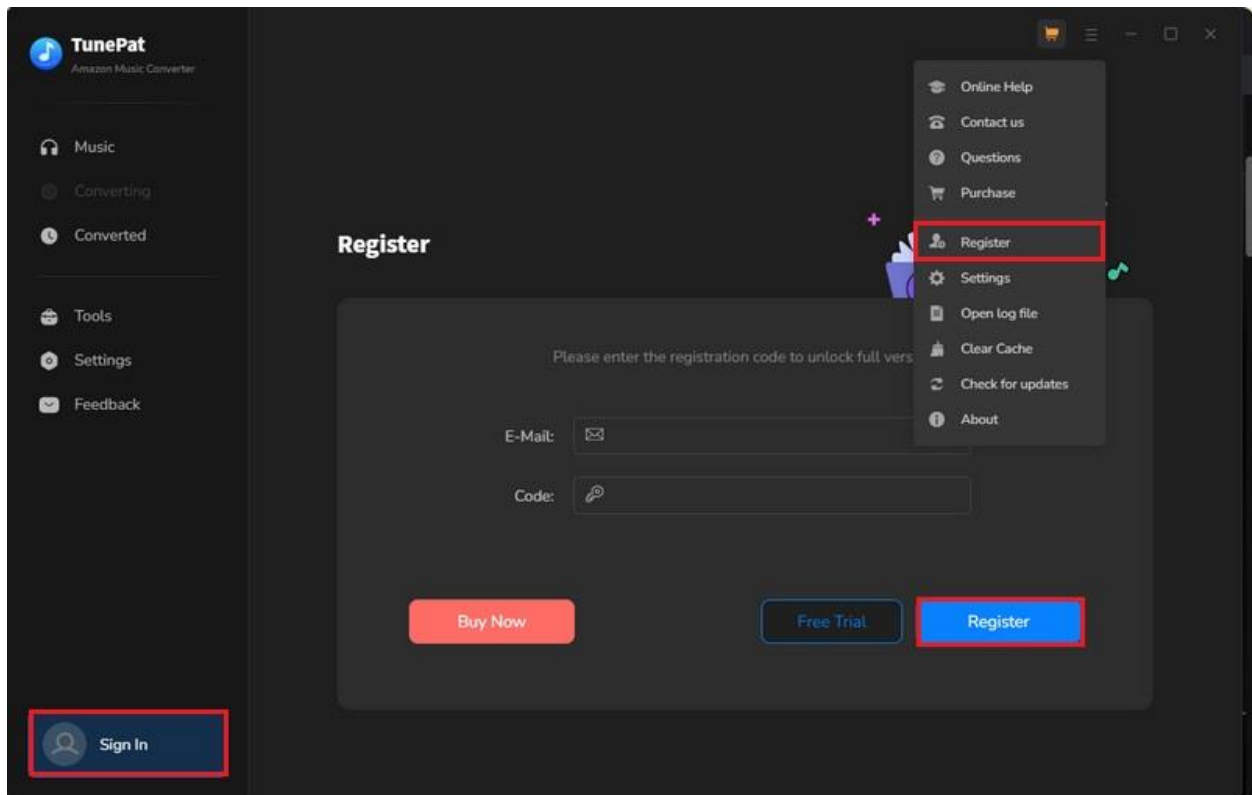 TunePat
Amazon Music Converter
Music
Converting
Converted
Tools
Settings
Feedback
Sign In
Online Help
Contact us
Questions
Purchase
Register
Settings
Open log file
Clear Cache
Check for updates
About
Register
Please enter the registration code to unlock full vers
E-Mail:
Code:
Buy Now
Free Trial
Register